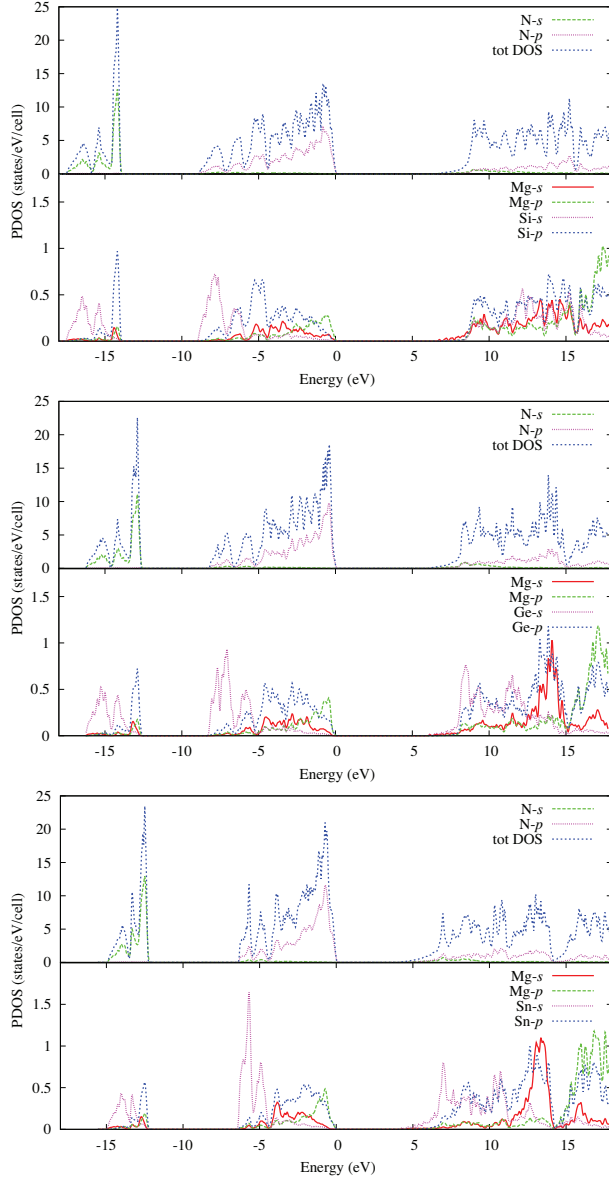 25
20
15
10
5
0
N-s
N-p
tot DOS
PDOS (states/eV/cell)
1.5
1
0.5
0
Mg-s
Mg-p
Si-s
Si-p
-15 -10 -5 0 5 10 15
Energy (eV)
25
20
15
10
5
0
N-s
N-p
tot DOS
PDOS (states/eV/cell)
1.5
1
0.5
0
Mg-s
Mg-p
Ge-s
Ge-p
-15 -10 -5 0 5 10 15
Energy (eV)
25
20
15
10
5
0
N-s
N-p
tot DOS
PDOS (states/eV/cell)
1.5
1
0.5
0
Mg-s
Mg-p
Sn-s
Sn-p
-15 -10 -5 0 5 10 15
Energy (eV)